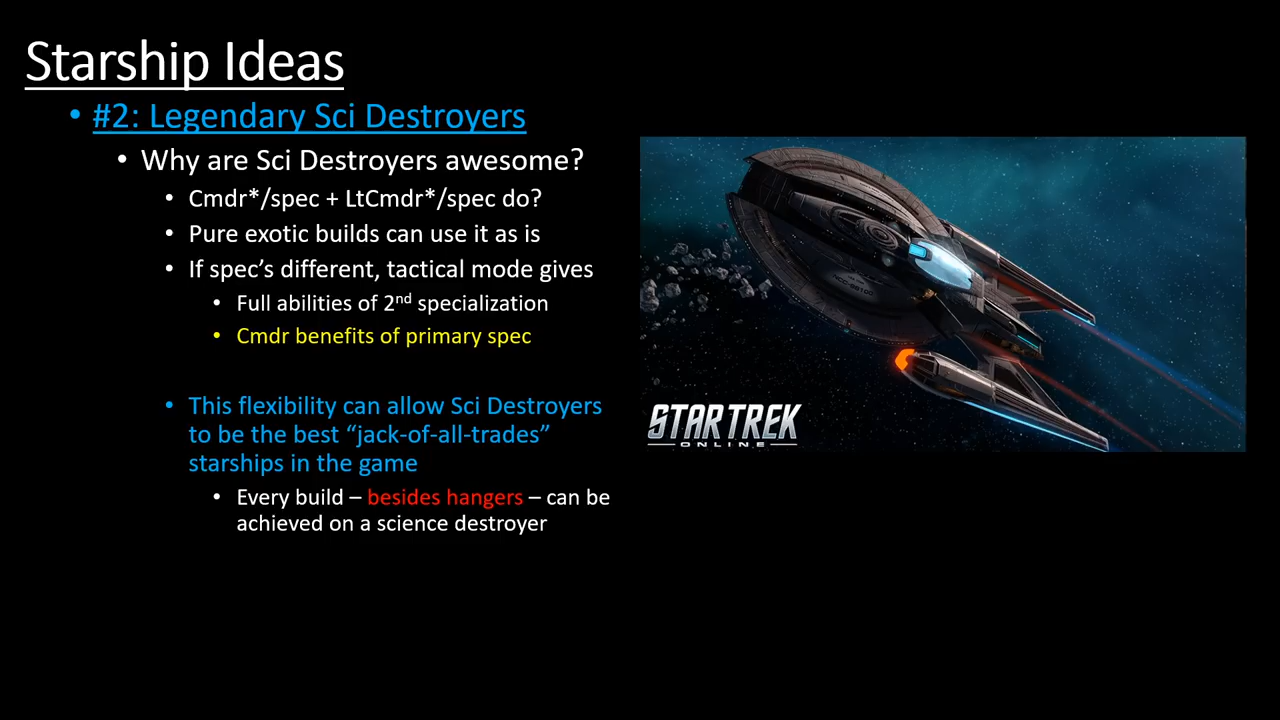 Starship Ideas
• #2: Legendary Sci Destroyers
• Why are Sci Destroyers awesome?
• Cmdr*/spec + LtCmdr*/spec do?
• Pure exotic builds can use it as is
• If spec's different, tactical mode gives
• Full abilities of 2nd specialization
• Cmdr benefits of primary spec
• This flexibility can allow Sci Destroyers
to be the best “jack-of-all-trades”
starships in the game
• Every build – besides hangers – can be
achieved on a science destroyer
STAR TREK
ONLINE